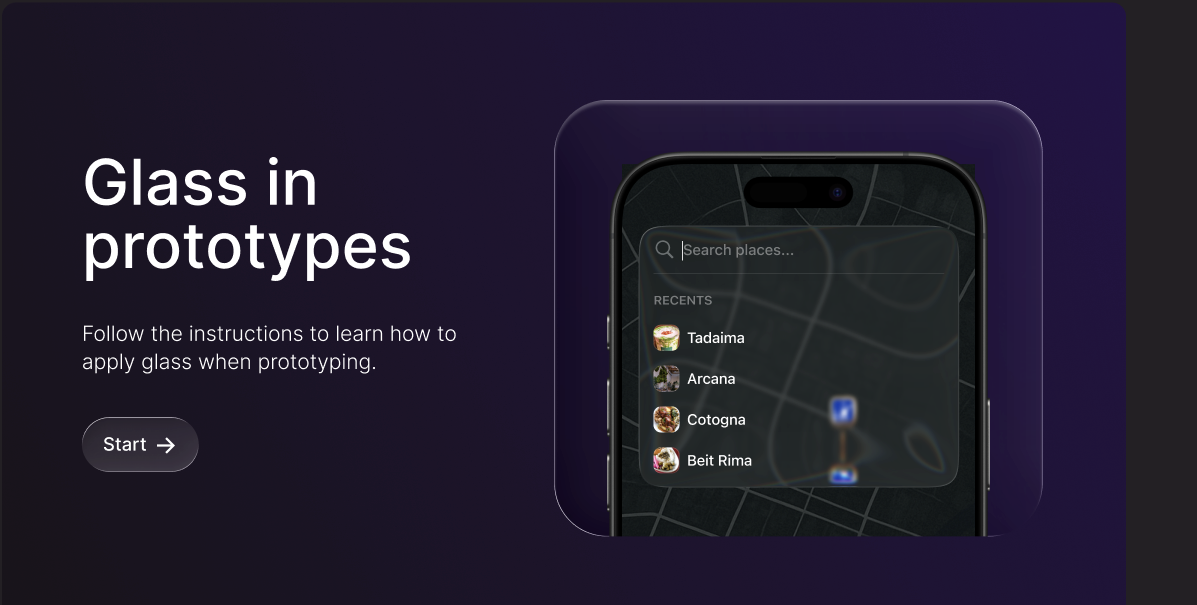 Glass in
prototypes
Follow the instructions to learn how to
apply glass when prototyping.
Start →
Search places...
RECENTS
Tadaima
Arcana
Cotogna
Beit Rima